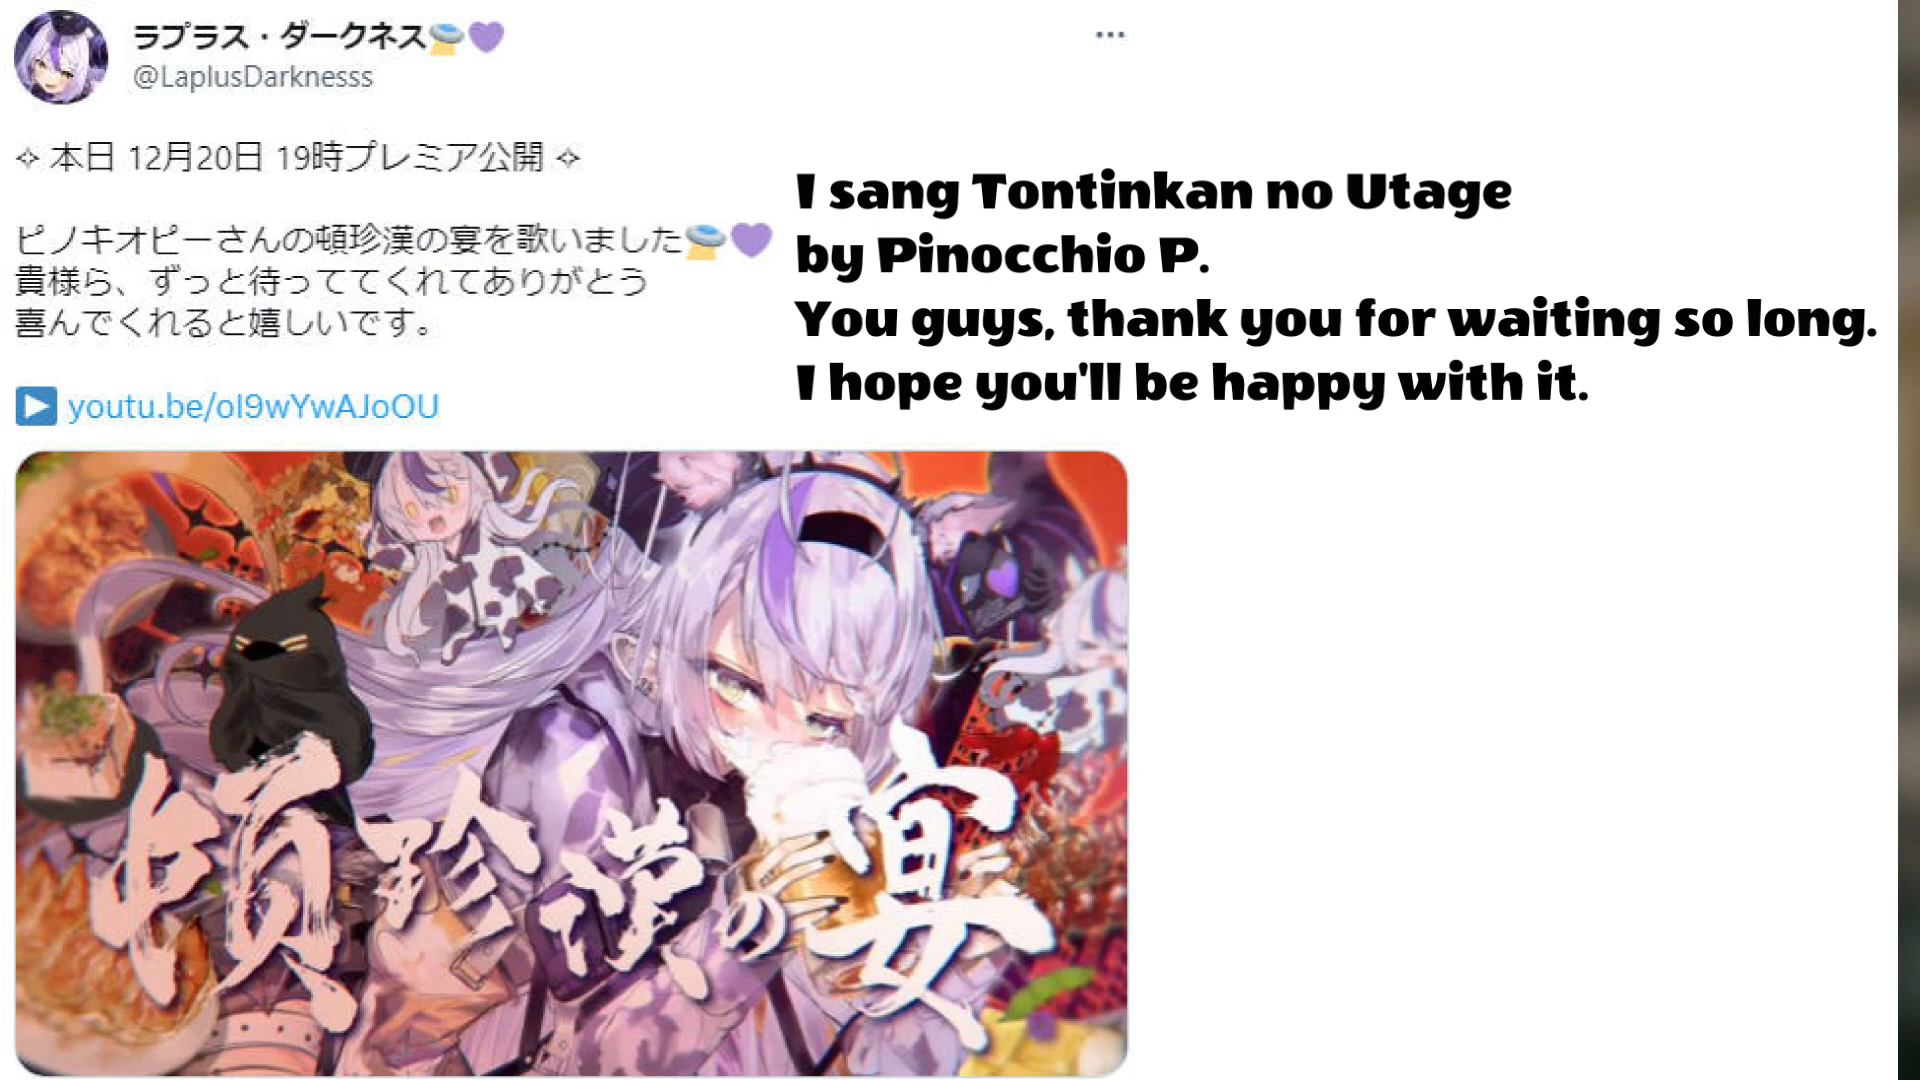 ラプラス・ダークネス🛸💜
@LaplusDarknesss
✧ 本日 12月20日 19時プレミア公開 ✧
ピノキオピーさんの頓珍漢の宴を歌いました🛸💜
貴様ら、ずっと待っててくれてありがとう
喜んでくれると嬉しいです。
▶ youtu.be/oI9wYwAJoOU
I sang Tontinkan no Utage
by Pinocchio P.
You guys, thank you for waiting so long.
I hope you'll be happy with it.
頓珍漢の宴